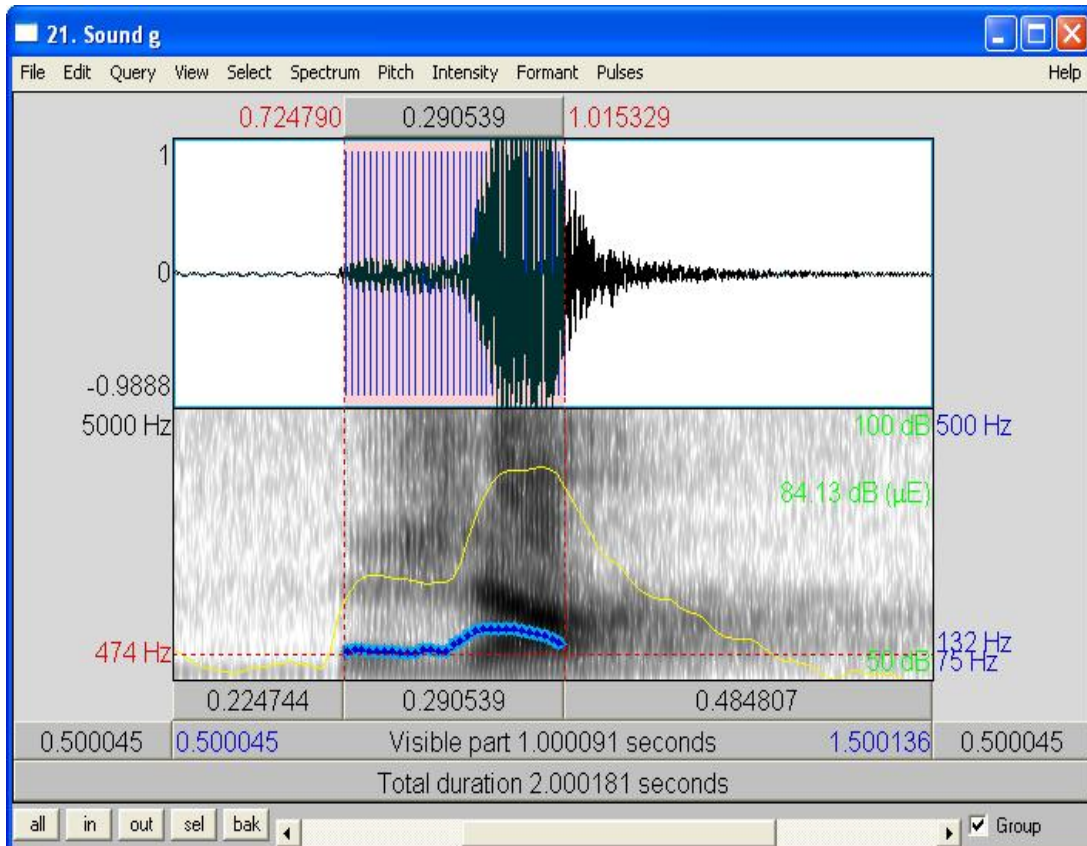 21. Sound g
File Edit Query View Select Spectrum Pitch Intensity Formant Pulses Help
0.724790 0.290539 1.015329
1
0
-0.9888
5000 Hz 100 dB 500 Hz
84.13 dB (µE)
474 Hz 132 Hz
50 dB 75 Hz
0.224744 0.290539 0.484807
0.500045 0.500045 Visible part 1.000091 seconds 1.500136 0.500045
Total duration 2.000181 seconds
all in out sel bak Group